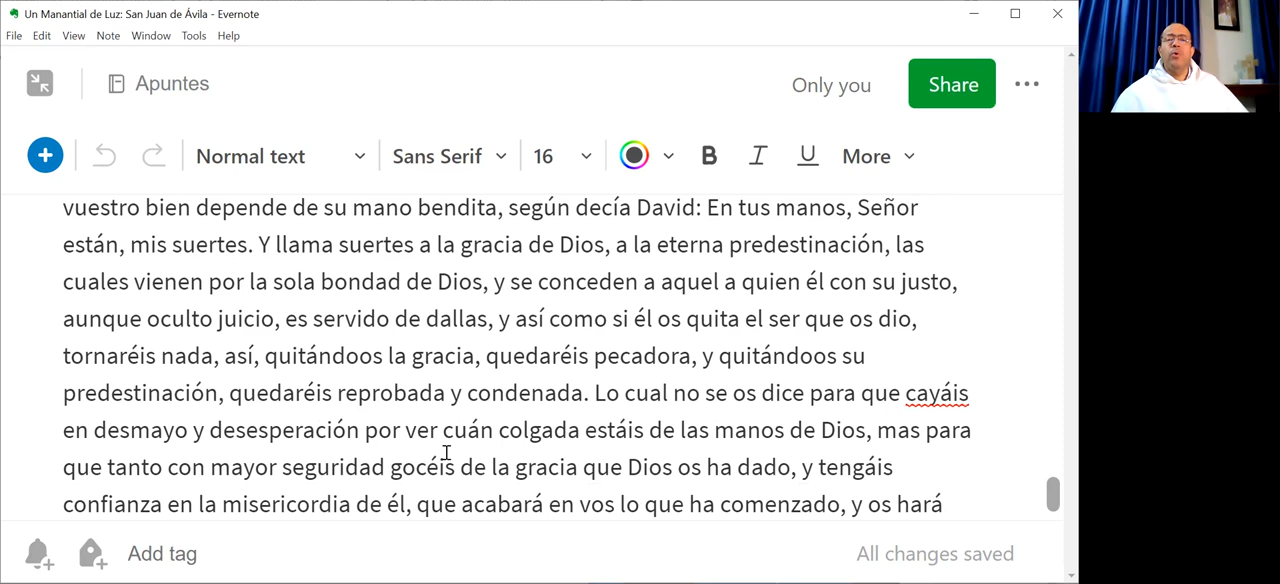 Un Manantial de Luz: San Juan de Ávila - Evernote
File Edit View Note Window Tools Help
Apuntes
Only you
Share
Normal text
Sans Serif
16
B I U More
vuestro bien depende de su mano bendita, según decía David: En tus manos, Señor
están, mis suertes. Y llama suertes a la gracia de Dios, a la eterna predestinación, las
cuales vienen por la sola bondad de Dios, y se conceden a aquel a quien él con su justo,
aunque oculto juicio, es servido de dallas, y así como si él os quita el ser que os dio,
tornaréis nada, así, quitándoos la gracia, quedaréis pecadora, y quitándoos su
predestinación, quedaréis reprobada y condenada. Lo cual no se os dice para que cayáis
en desmayo y desesperación por ver cuán colgada estáis de las manos de Dios, mas para
que tanto con mayor seguridad gocéis de la gracia que Dios os ha dado, y tengáis
confianza en la misericordia de él, que acabará en vos lo que ha comenzado, y os hará
Add tag
All changes saved